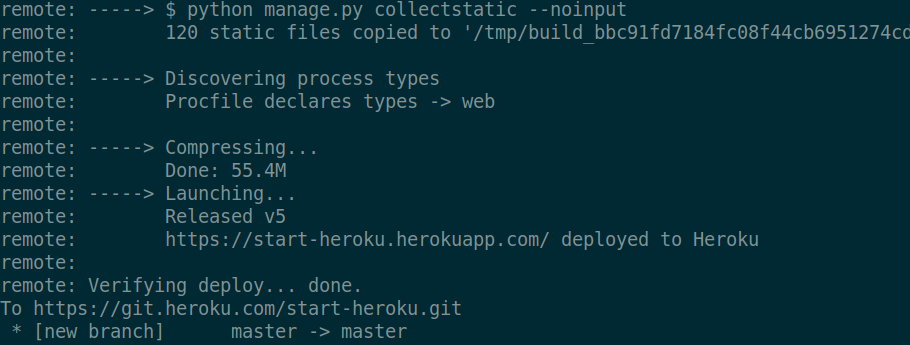 remote: -----> $ python manage.py collectstatic --noinput
remote:        120 static files copied to '/tmp/build_bbc91fd7184fc08f44cb6951274cd
remote:
remote: -----> Discovering process types
remote:        Procfile declares types -> web
remote:
remote: -----> Compressing...
remote:        Done: 55.4M
remote: -----> Launching...
remote:        Released v5
remote:        https://start-heroku.herokuapp.com/ deployed to Heroku
remote:
remote: Verifying deploy... done.
To https://git.heroku.com/start-heroku.git
 * [new branch]      master -> master